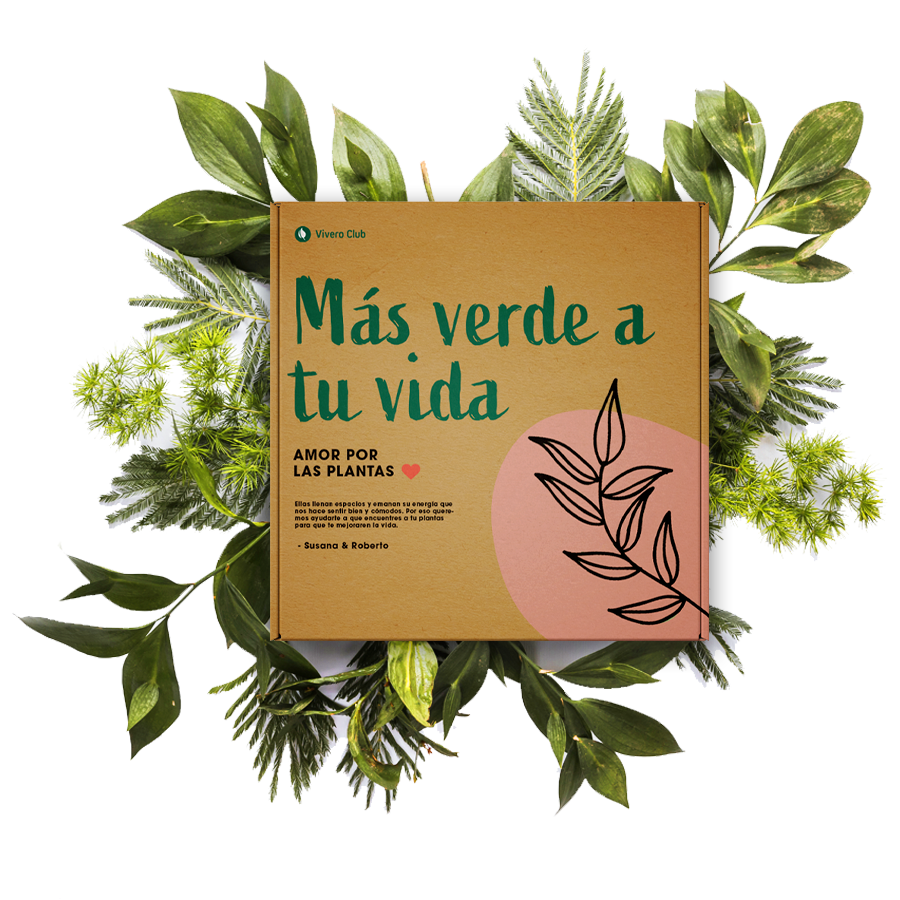 Vivero Club
Más verde a
tu vida
AMOR POR
LAS PLANTAS
Ellas llenan espacios y emanan su energía que
nos hace sentir bien y cómodos. Por eso quere-
mos ayudarte a que encuentres a tu plantas
para que te mejoraren la vida.
- Susana & Roberto